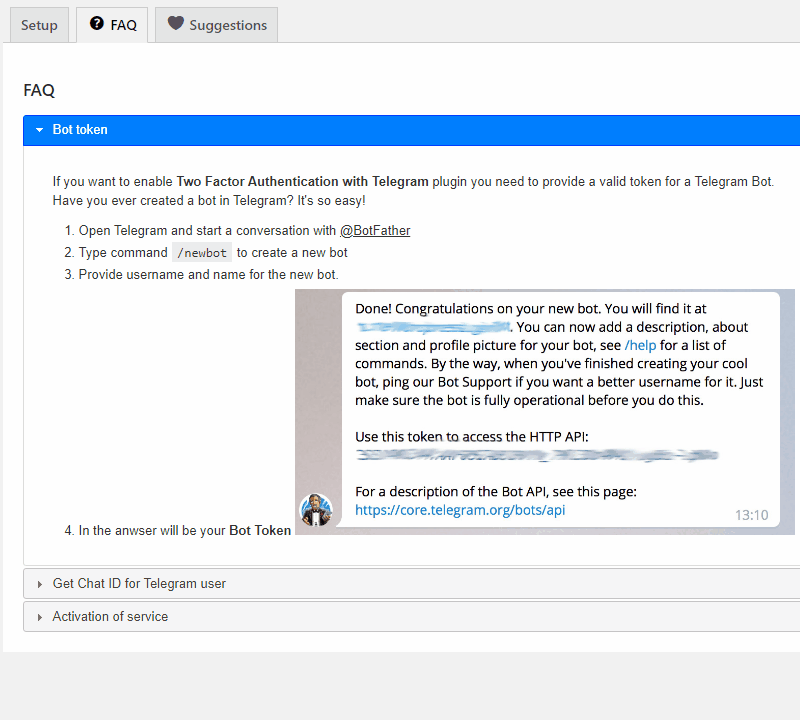 Setup
FAQ
Suggestions
FAQ
Bot token
If you want to enable Two Factor Authentication with Telegram plugin you need to provide a valid token for a Telegram Bot.
Have you ever created a bot in Telegram? It's so easy!
1. Open Telegram and start a conversation with @BotFather
2. Type command /newbot to create a new bot
3. Provide username and name for the new bot.
Done! Congratulations on your new bot. You will find it at
. You can now add a description, about
section and profile picture for your bot, see /help for a list of
commands. By the way, when you've finished creating your cool
bot, ping our Bot Support if you want a better username for it. Just
make sure the bot is fully operational before you do this.
Use this token to access the HTTP API:
For a description of the Bot API, see this page:
https://core.telegram.org/bots/api
13:10
4. In the anwser will be your Bot Token
Get Chat ID for Telegram user
Activation of service